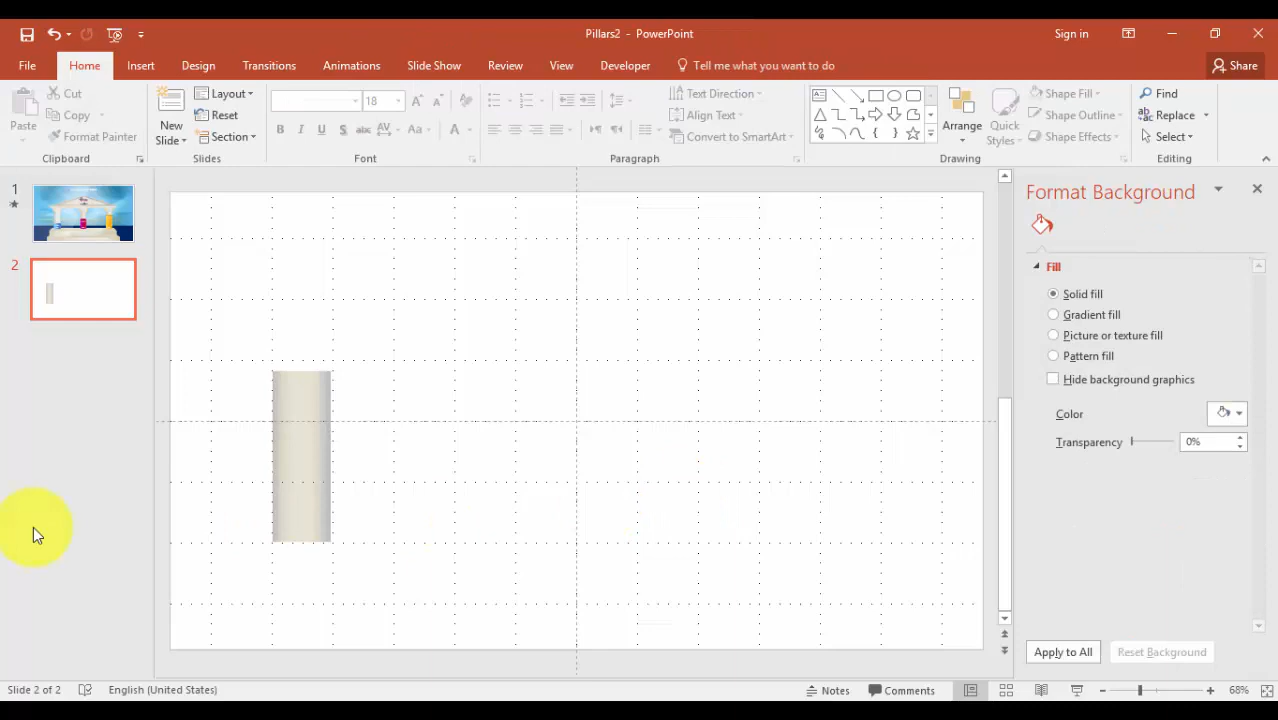 Pillars2 - PowerPoint
Sign in
File Home Insert Design Transitions Animations Slide Show Review View Developer Tell me what you want to do Share
Paste
Cut
Copy
Format Painter
Clipboard
New Slide
Layout
Reset
Section
Slides
18
B I U S abc AV Aa A
Font
Paragraph
Text Direction
Align Text
Convert to SmartArt
Arrange
Quick Styles
Shape Fill
Shape Outline
Shape Effects
Drawing
Find
Replace
Select
Editing
1
2
Format Background
Fill
Solid fill
Gradient fill
Picture or texture fill
Pattern fill
Hide background graphics
Color
Transparency 0%
Apply to All Reset Background
Slide 2 of 2 English (United States) Notes Comments 68%